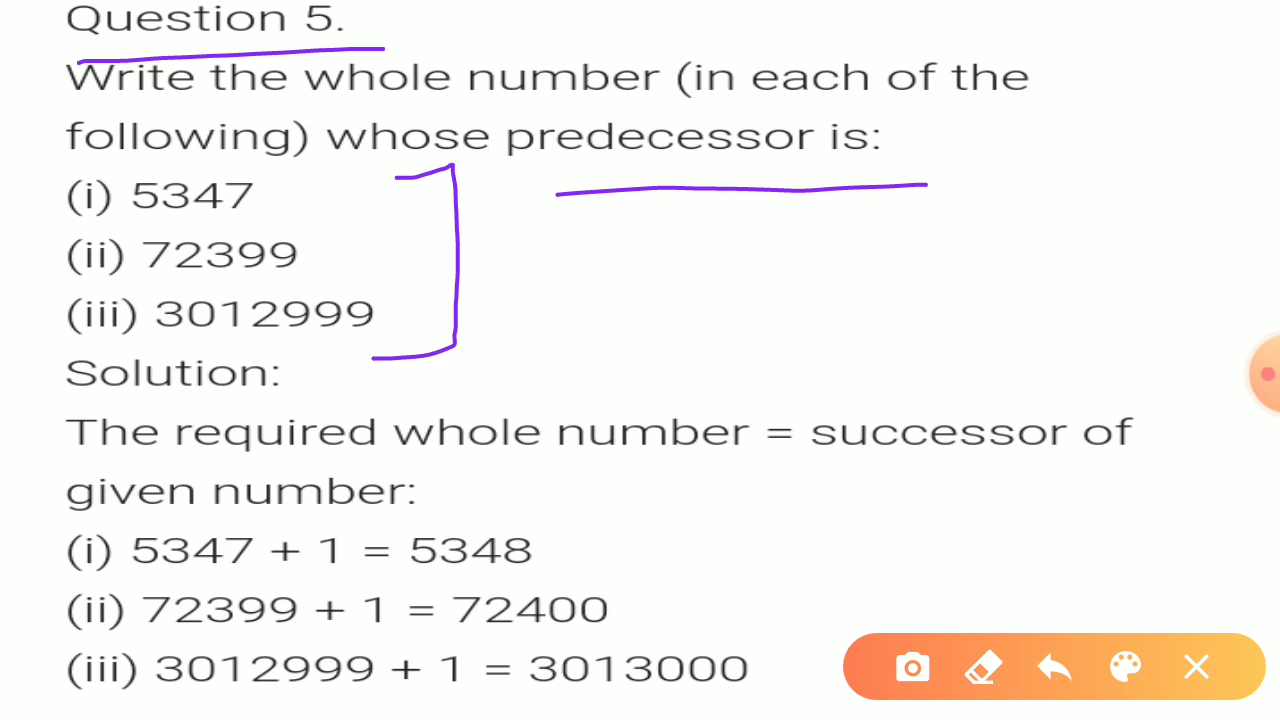 Question 5.
Write the whole number (in each of the
following) whose predecessor is:
(i) 5347
(ii) 72399
(iii) 3012999
Solution:
The required whole number = successor of
given number:
(i) 5347 + 1 = 5348
(ii) 72399 + 1 = 72400
(iii) 3012999 + 1 = 3013000